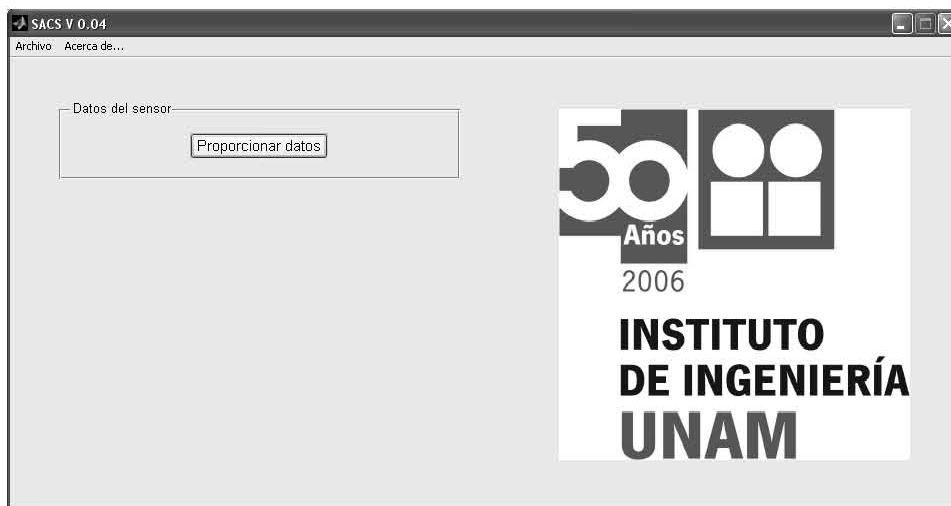 SACS V 0.04
Archivo Acerca de...
Datos del sensor
Proporcionar datos
50
Años
2006
INSTITUTO
DE INGENIERÍA
UNAM